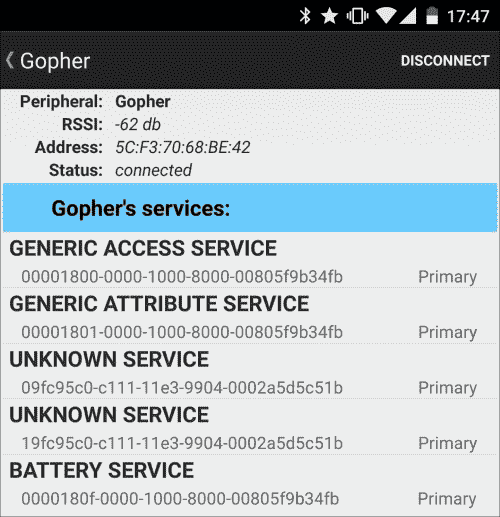 17:47
Gopher DISCONNECT
Peripheral: Gopher
RSSI: -62 db
Address: 5C:F3:70:68:BE:42
Status: connected
Gopher's services:
GENERIC ACCESS SERVICE
00001800-0000-1000-8000-00805f9b34fb Primary
GENERIC ATTRIBUTE SERVICE
00001801-0000-1000-8000-00805f9b34fb Primary
UNKNOWN SERVICE
09fc95c0-c111-11e3-9904-0002a5d5c51b Primary
UNKNOWN SERVICE
19fc95c0-c111-11e3-9904-0002a5d5c51b Primary
BATTERY SERVICE
0000180f-0000-1000-8000-00805f9b34fb Primary